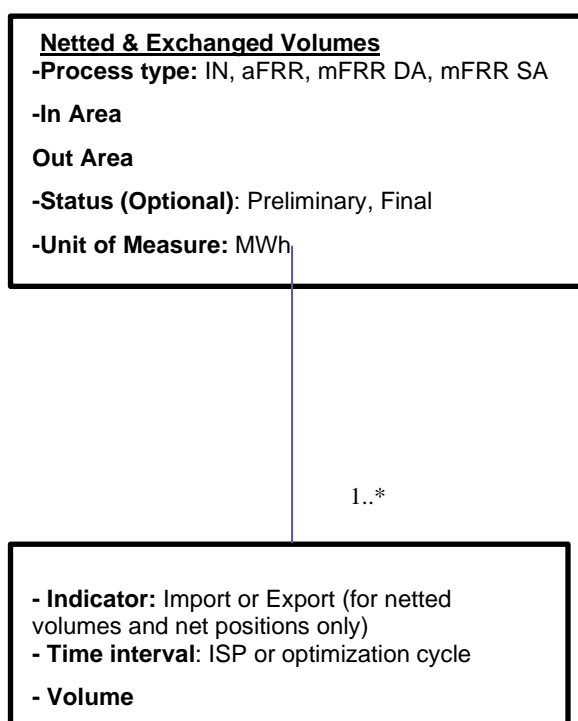 Netted & Exchanged Volumes
-Process type: IN, aFRR, mFRR DA, mFRR SA
-In Area
Out Area
-Status (Optional): Preliminary, Final
-Unit of Measure: MWh
1..*
- Indicator: Import or Export (for netted
volumes and net positions only)
- Time interval: ISP or optimization cycle
- Volume